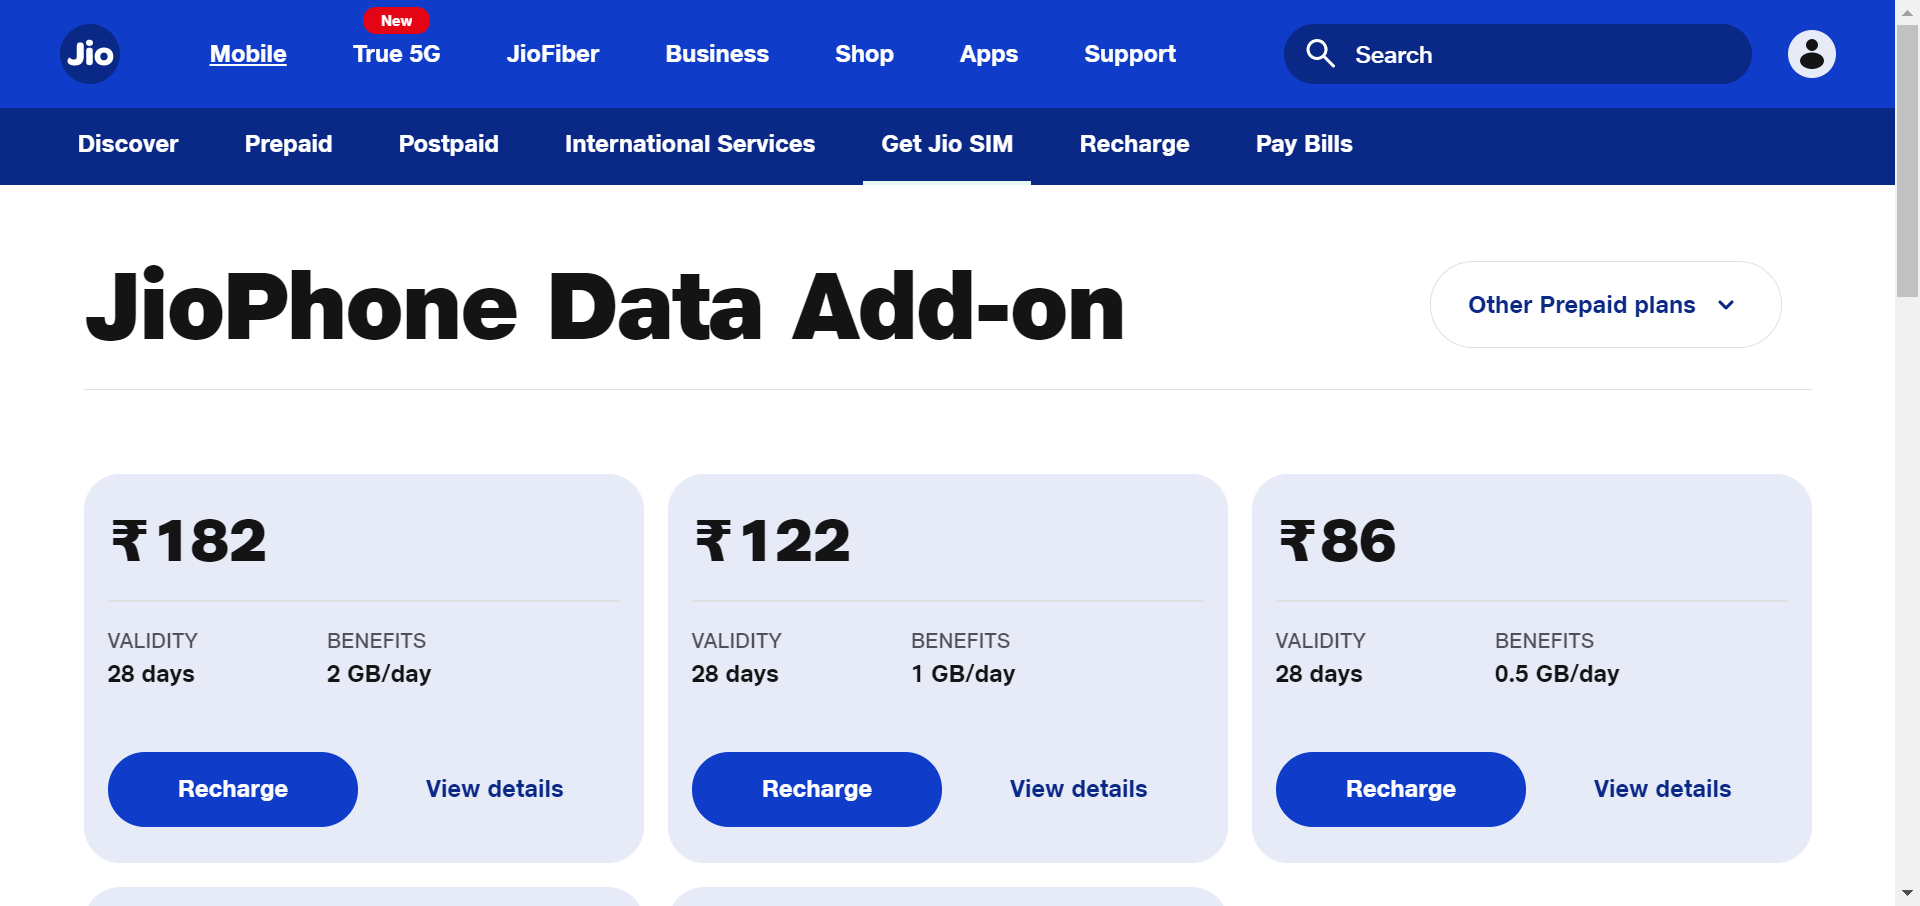 New
Jio Mobile True 5G JioFiber Business Shop Apps Support Search
Discover Prepaid Postpaid International Services Get Jio SIM Recharge Pay Bills
JioPhone Data Add-on
Other Prepaid plans
₹182
VALIDITY BENEFITS
28 days 2 GB/day
Recharge View details
₹122
VALIDITY BENEFITS
28 days 1 GB/day
Recharge View details
₹86
VALIDITY BENEFITS
28 days 0.5 GB/day
Recharge View details